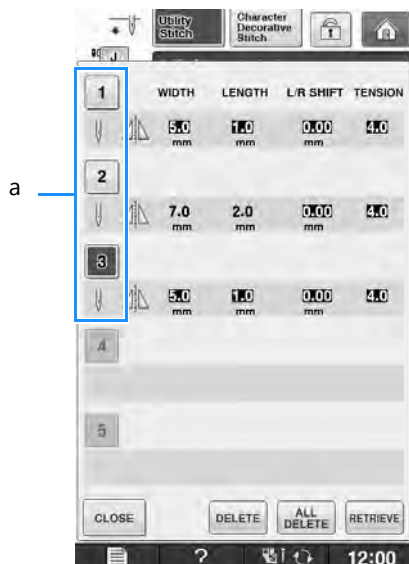 Utility
Stitch
Character
Decorative
Stitch
J
1
WIDTH LENGTH L/R SHIFT TENSION
5.0 1.0 0.00 4.0
mm mm mm
2
a
7.0 2.0 0.00 4.0
mm mm mm
3
5.0 1.0 0.00 4.0
mm mm mm
4
5
CLOSE DELETE ALL DELETE RETRIEVE
? 12:00